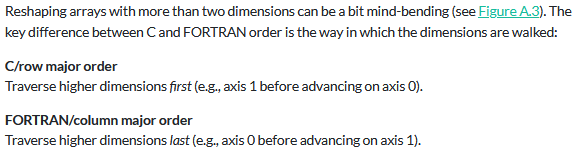 Reshaping arrays with more than two dimensions can be a bit mind-bending (see Figure A.3). The
key difference between C and FORTRAN order is the way in which the dimensions are walked:
C/row major order
Traverse higher dimensions first (e.g., axis 1 before advancing on axis 0).
FORTRAN/column major order
Traverse higher dimensions last (e.g., axis 0 before advancing on axis 1).